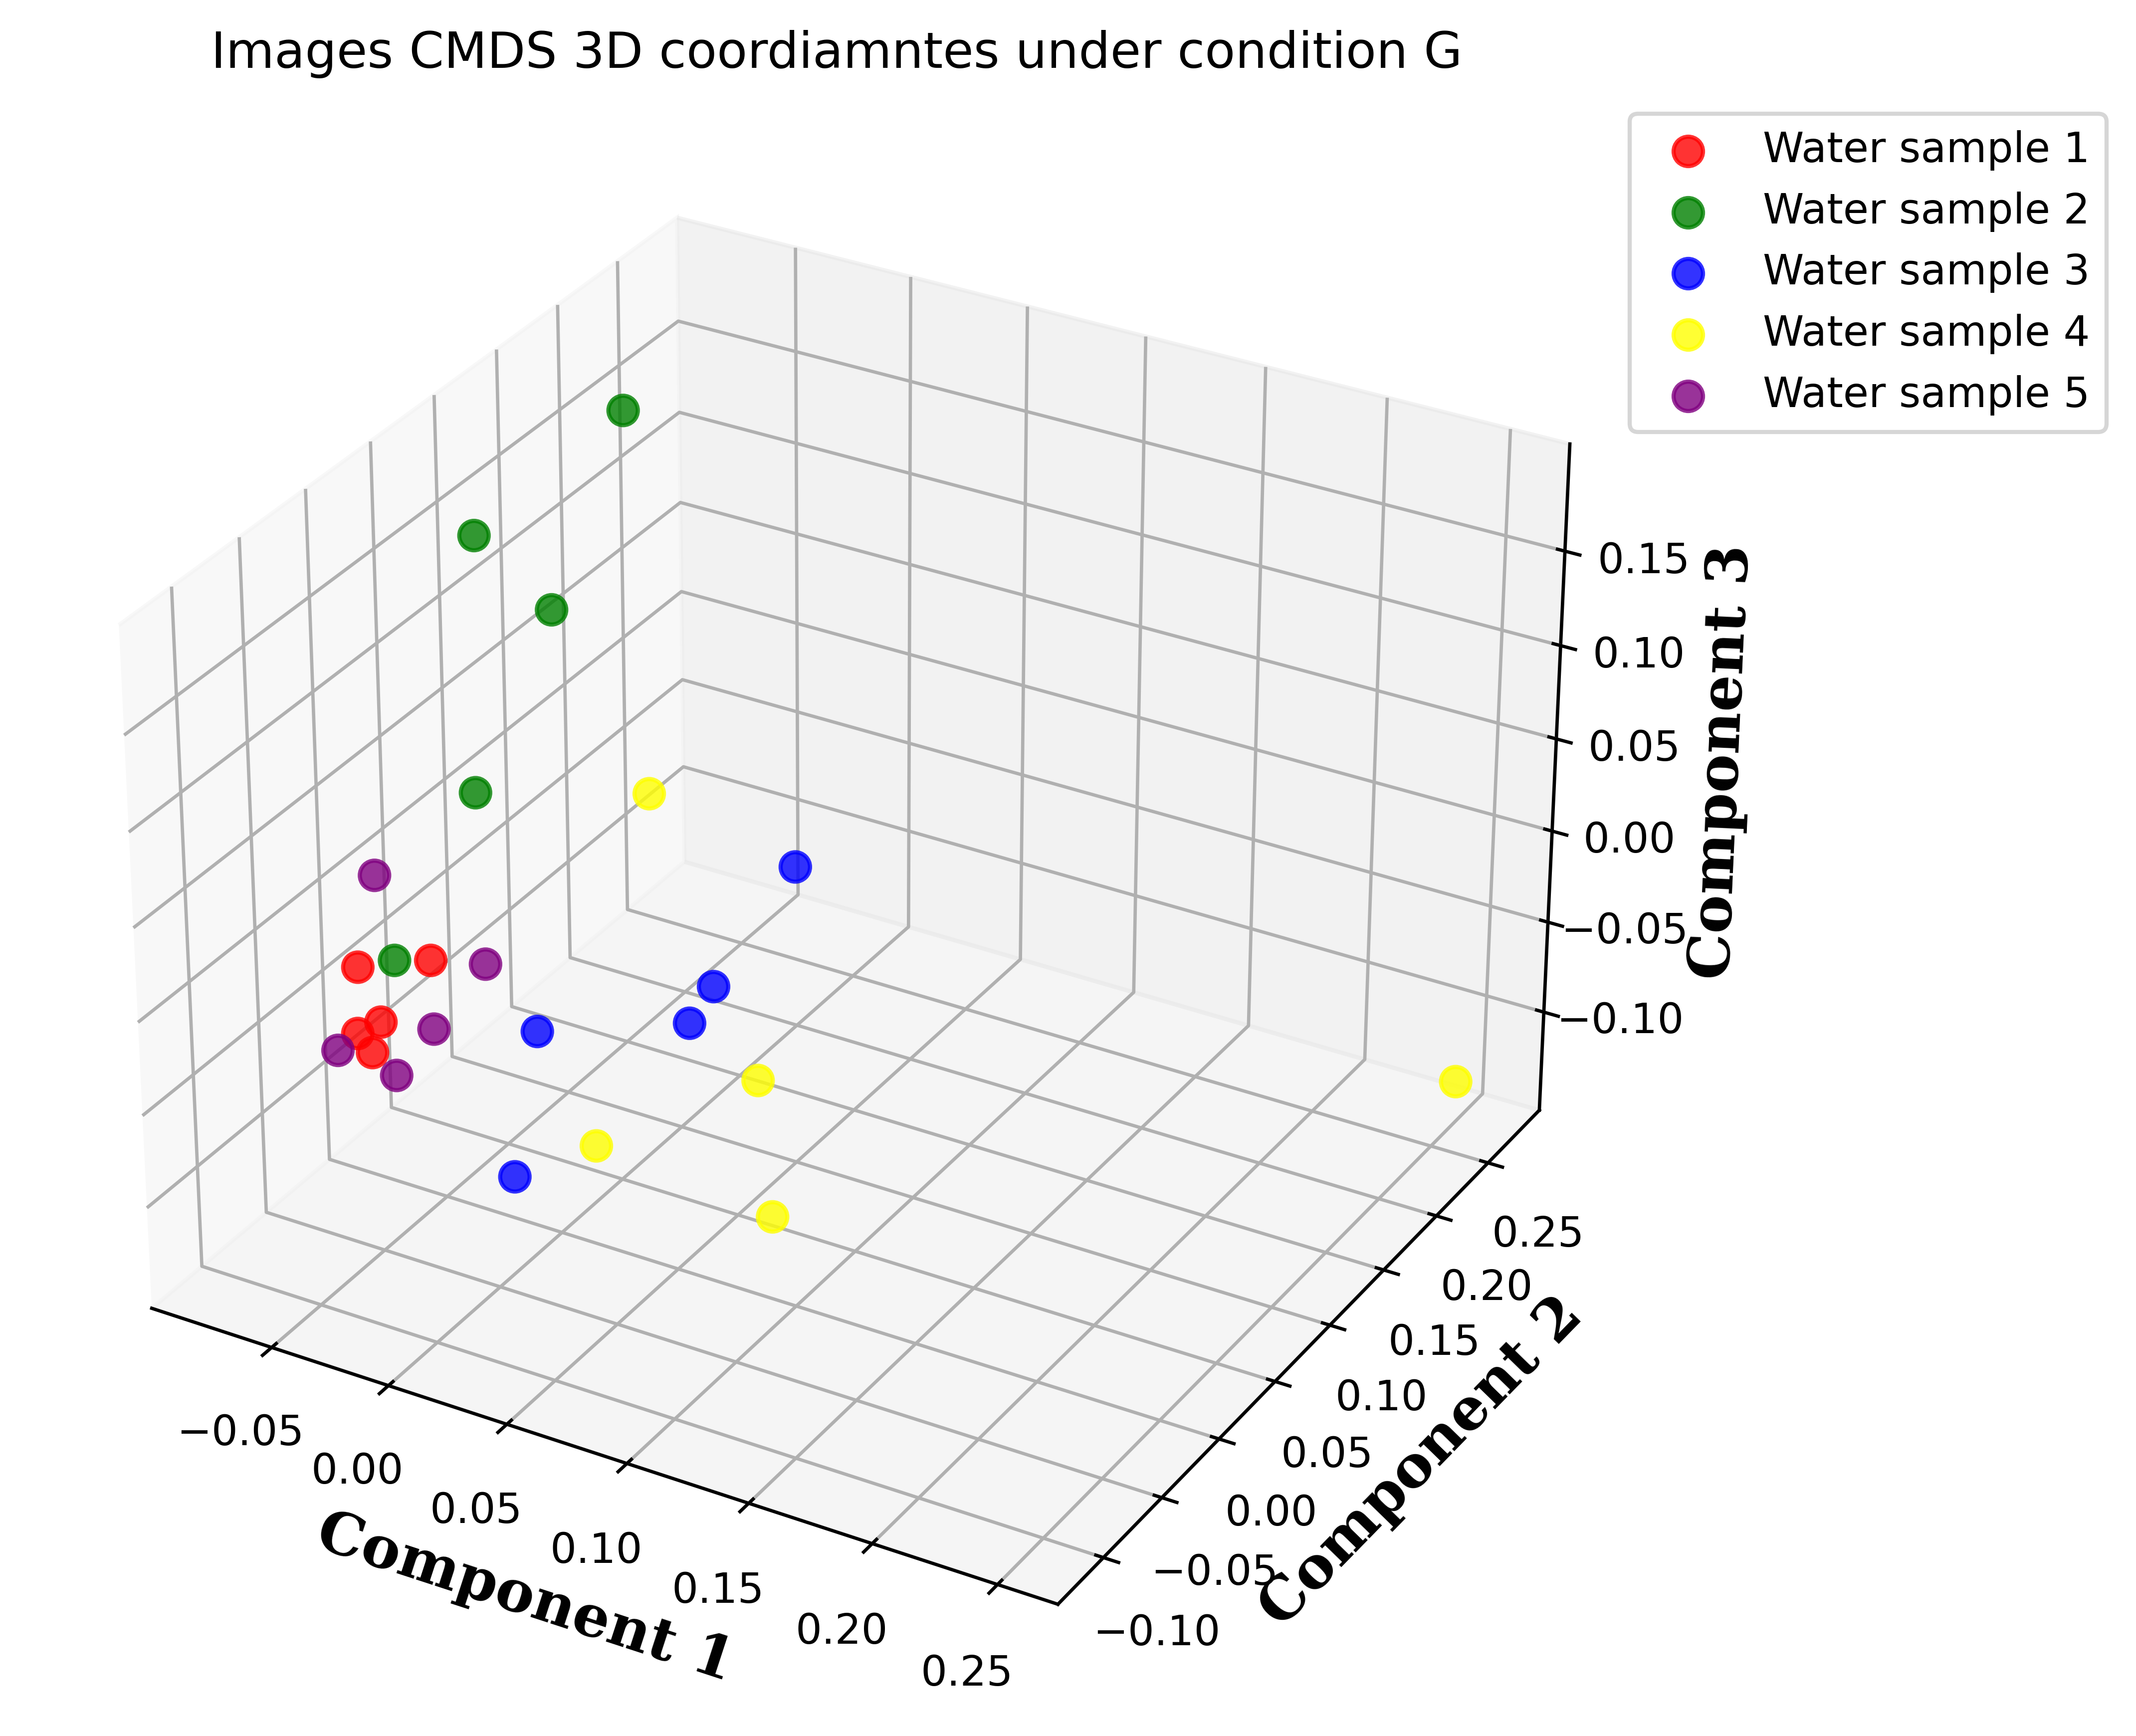 Images CMDS 3D coordiamntes under condition G
Water sample 1
Water sample 2
Water sample 3
Water sample 4
Water sample 5
0.15
0.10
0.05
0.00
−0.05
−0.10
Component 3
0.25
0.20
0.15
0.10
0.05
0.00
−0.05
−0.10
Component 2
−0.05
0.00
0.05
0.10
0.15
0.20
0.25
Component 1